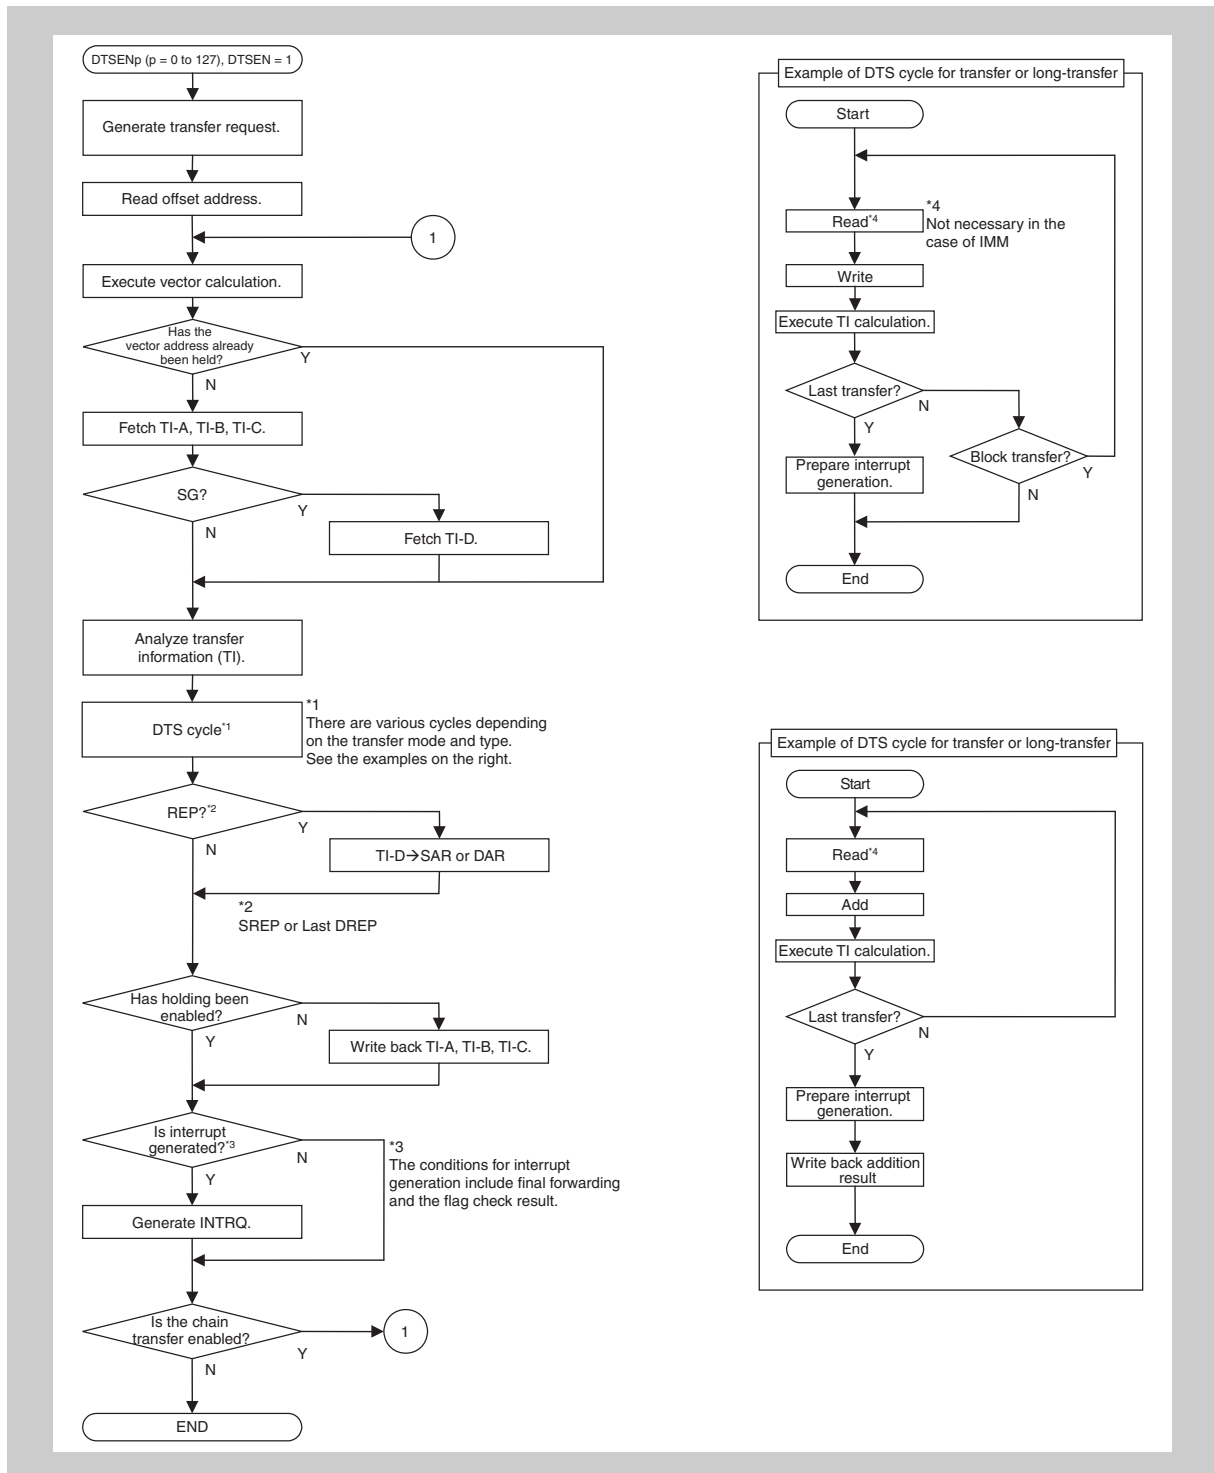 DTSENp (p = 0 to 127), DTSEN = 1
Generate transfer request.
Read offset address.
1
Execute vector calculation.
Has the
vector address already
been held?
Y
N
Fetch TI-A, TI-B, TI-C.
SG?
Y
N
Fetch TI-D.
Analyze transfer
information (TI).
DTS cycle*1
*1
There are various cycles depending
on the transfer mode and type.
See the examples on the right.
REP?*2
Y
N
TI-D→SAR or DAR
*2
SREP or Last DREP
Has holding been
enabled?
N
Y
Write back TI-A, TI-B, TI-C.
Is interrupt
generated?*3
N
Y
*3
The conditions for interrupt
generation include final forwarding
and the flag check result.
Generate INTRQ.
Is the chain
transfer enabled?
Y
1
N
END
Example of DTS cycle for transfer or long-transfer
Start
Read*4
*4
Not necessary in the
case of IMM
Write
Execute TI calculation.
Last transfer?
N
Y
Block transfer?
Y
N
Prepare interrupt
generation.
End
Example of DTS cycle for transfer or long-transfer
Start
Read*4
Add
Execute TI calculation.
Last transfer?
N
Y
Prepare interrupt
generation.
Write back addition
result
End